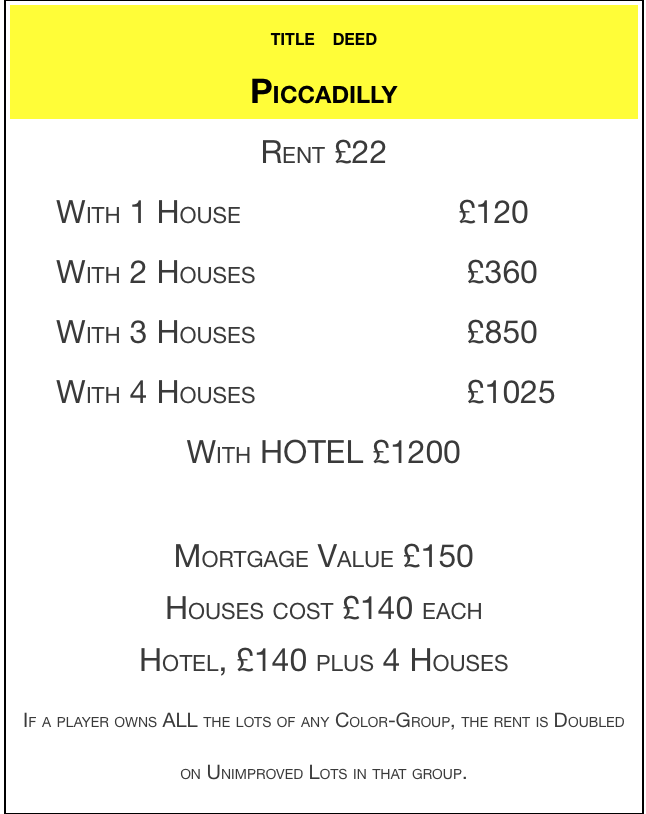 TITLE DEED
PICCADILLY
RENT £22
WITH 1 HOUSE £120
WITH 2 HOUSES £360
WITH 3 HOUSES £850
WITH 4 HOUSES £1025
WITH HOTEL £1200
MORTGAGE VALUE £150
HOUSES COST £140 EACH
HOTEL, £140 PLUS 4 HOUSES
IF A PLAYER OWNS ALL THE LOTS OF ANY COLOR-GROUP, THE RENT IS DOUBLED
ON UNIMPROVED LOTS IN THAT GROUP.